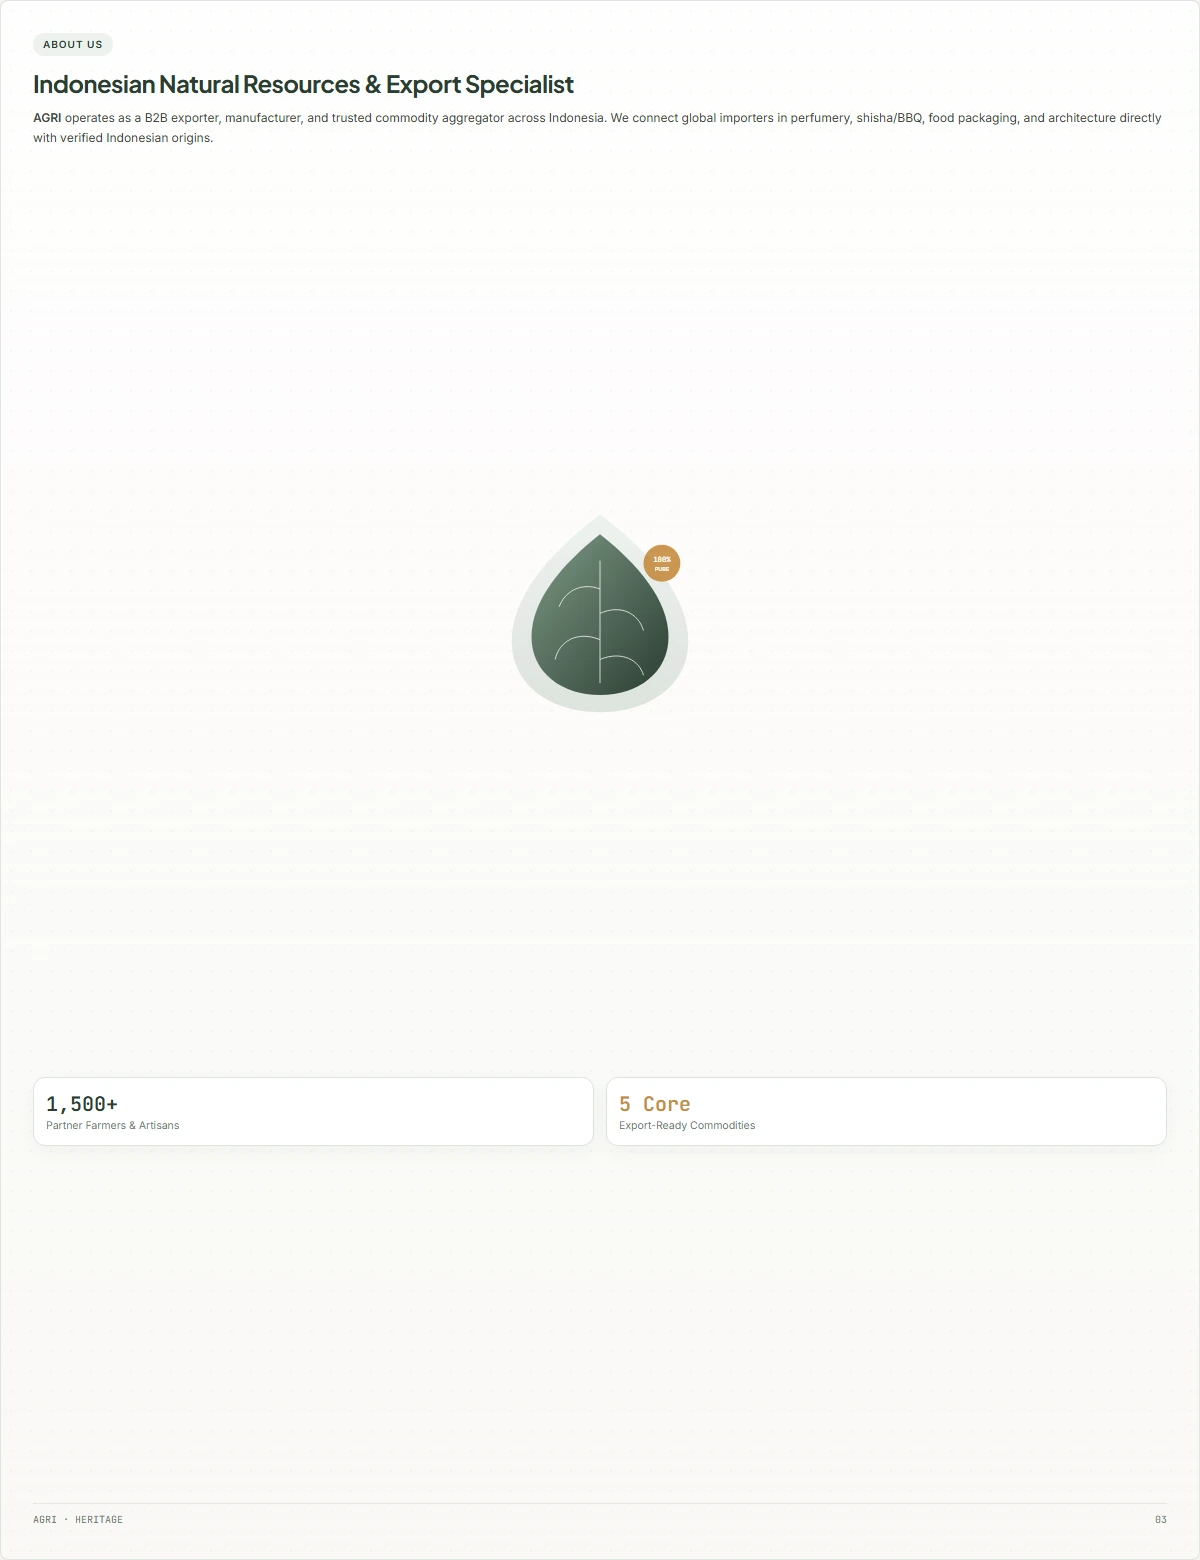 ABOUT US
Indonesian Natural Resources & Export Specialist
AGRI operates as a B2B exporter, manufacturer, and trusted commodity aggregator across Indonesia. We connect global importers in perfumery, shisha/BBQ, food packaging, and architecture directly
with verified Indonesian origins.
100%
PURE
1,500+
Partner Farmers & Artisans
5 Core
Export-Ready Commodities
AGRI · HERITAGE
03